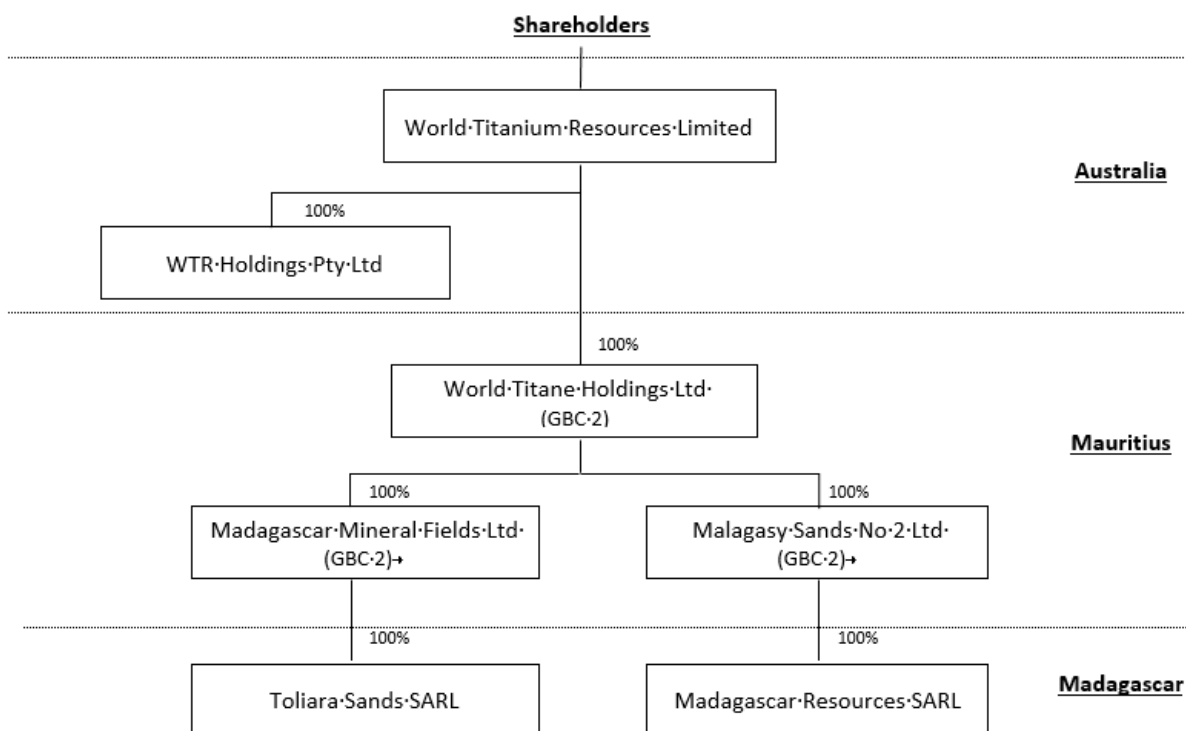 Shareholders
World·Titanium·Resources·Limited
Australia
100%
WTR·Holdings·Pty·Ltd
100%
World·Titane·Holdings·Ltd·
(GBC·2)
Mauritius
100%
100%
Madagascar·Mineral·Fields·Ltd·
(GBC·2)→
Malagasy·Sands·No·2·Ltd·
(GBC·2)→
100%
100%
Toliara·Sands·SARL
Madagascar·Resources·SARL
Madagascar